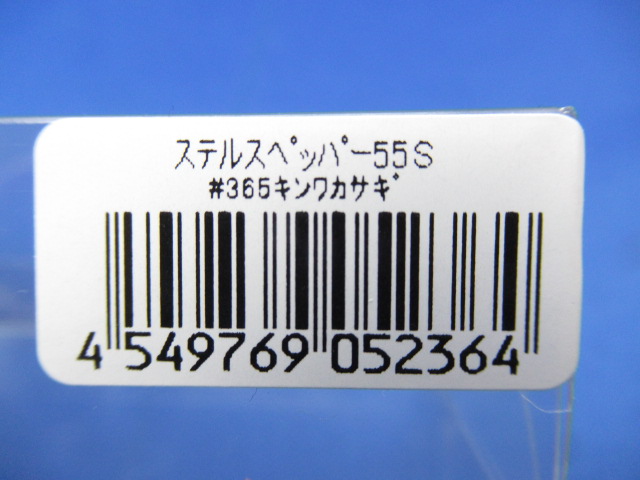 ｽﾃﾙｽﾍﾟｯﾊﾟｰ55S
#365ｷﾝﾜｶｻｷﾞ
4 549769 052364